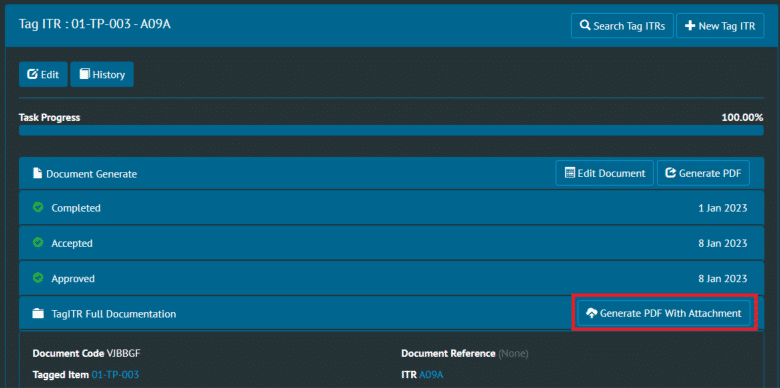 Tag ITR : 01-TP-003 - A09A
Search Tag ITRs
New Tag ITR
Edit
History
Task Progress
100.00%
Document Generate
Edit Document
Generate PDF
Completed
1 Jan 2023
Accepted
8 Jan 2023
Approved
8 Jan 2023
TagITR Full Documentation
Generate PDF With Attachment
Document Code VJBBGF
Document Reference (None)
Tagged Item 01-TP-003
ITR A09A